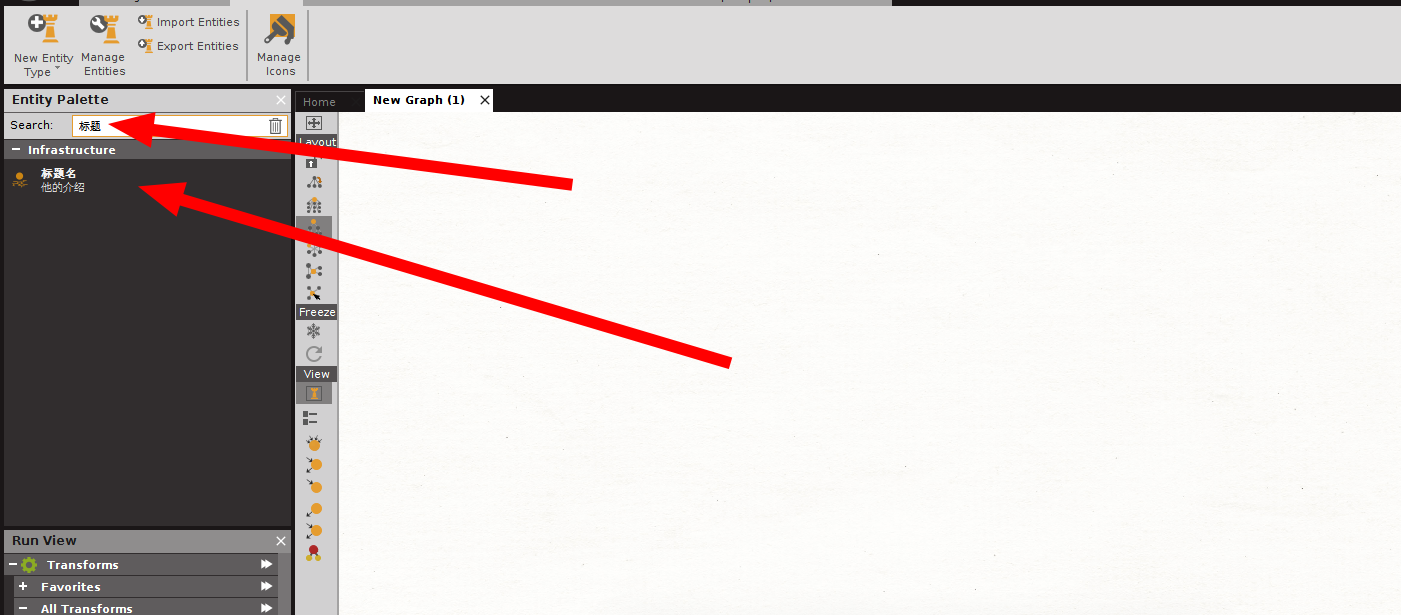 New Entity Type
Manage Entities
Import Entities
Export Entities
Manage Icons
Entity Palette
Home
New Graph (1)
Search:
标题
Layout
Infrastructure
标题名
他的介绍
Freeze
View
Run View
Transforms
Favorites
All Transforms